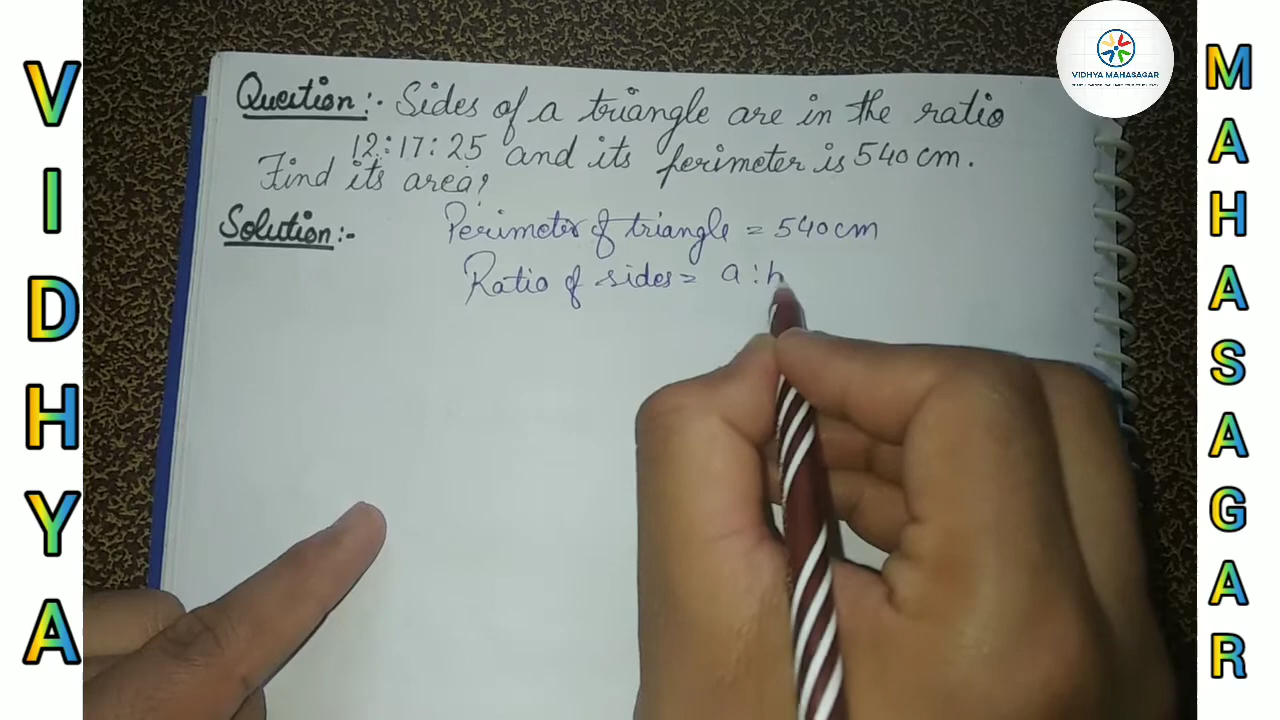 VIDHYA
Question:- Sides of a triangle are in the ratio
12:17:25 and its perimeter is 540 cm.
Find its area?
Solution:-
Perimeter of triangle = 540 cm
Ratio of sides = a : b
VIDHYA MAHASAGAR
MAHASAGAR